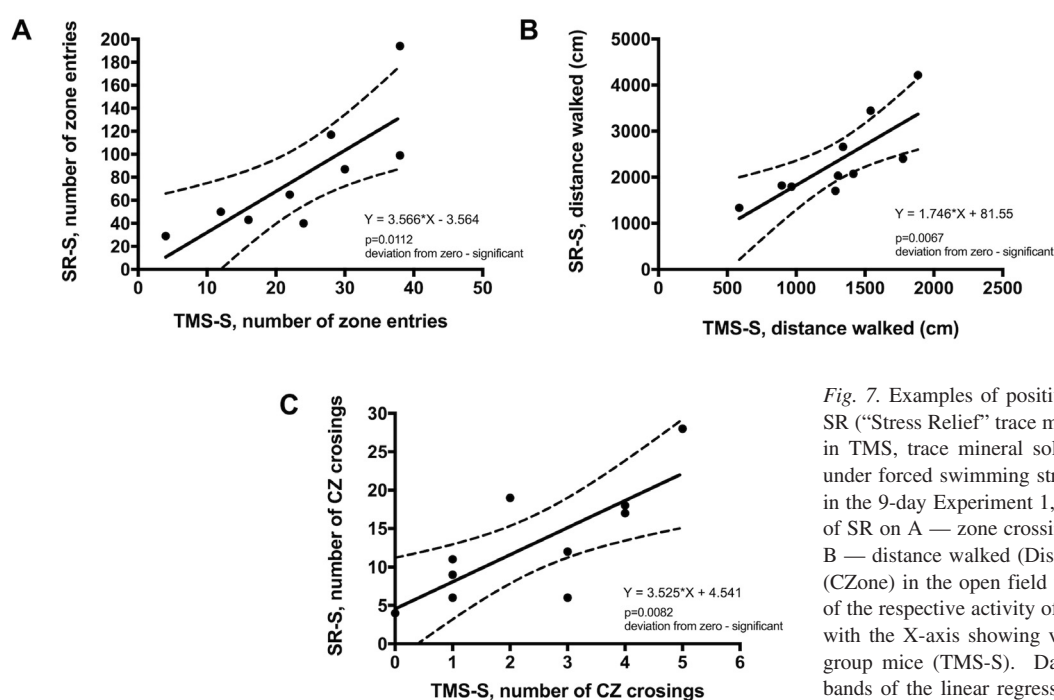 A
SR-S, number of zone entries
200
180
160
140
120
100
80
60
40
20
0
0 10 20 30 40 50
Y = 3.566*X - 3.564
p=0.0112
deviation from zero - significant
TMS-S, number of zone entries
B
SR-S, distance walked (cm)
5000
4000
3000
2000
1000
0
0 500 1000 1500 2000 2500
Y = 1.746*X + 81.55
p=0.0067
deviation from zero - significant
TMS-S, distance walked (cm)
C
SR-S, number of CZ crosings
30
25
20
15
10
5
0
0 1 2 3 4 5 6
Y = 3.525*X + 4.541
p=0.0082
deviation from zero - significant
TMS-S, number of CZ crosings
Fig. 7. Examples of positi
SR (“Stress Relief” trace m
in TMS, trace mineral sol
under forced swimming str
in the 9-day Experiment 1,
of SR on A — zone crossi
B — distance walked (Dis
(CZone) in the open field
of the respective activity of
with the X-axis showing v
group mice (TMS-S). Da
bands of the linear regress